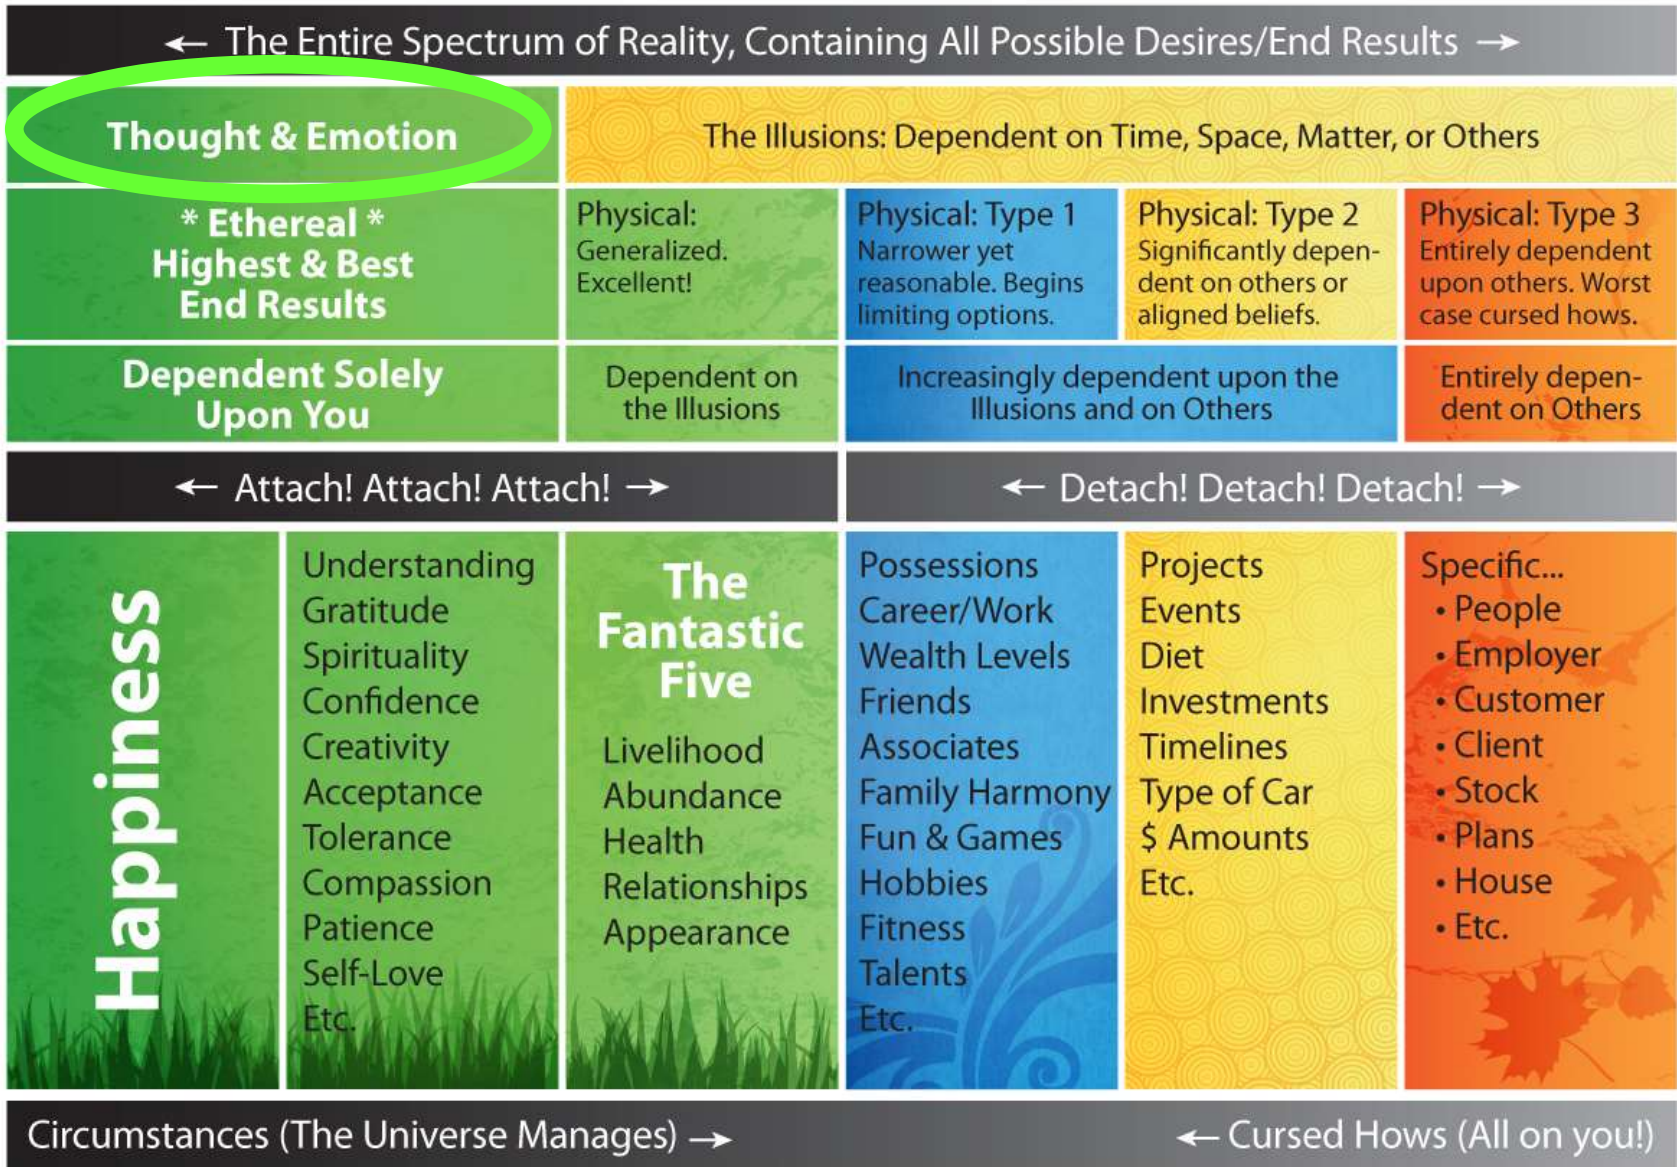 ← The Entire Spectrum of Reality, Containing All Possible Desires/End Results →
Thought & Emotion
The Illusions: Dependent on Time, Space, Matter, or Others
* Ethereal *
Highest & Best
End Results
Physical:
Generalized.
Excellent!
Physical: Type 1
Narrower yet
reasonable. Begins
limiting options.
Physical: Type 2
Significantly depen-
dent on others or
aligned beliefs.
Physical: Type 3
Entirely dependent
upon others. Worst
case cursed hows.
Dependent Solely
Upon You
Dependent on
the Illusions
Increasingly dependent upon the
Illusions and on Others
Entirely depen-
dent on Others
← Attach! Attach! Attach! →
← Detach! Detach! Detach! →
Happiness
Understanding
Gratitude
Spirituality
Confidence
Creativity
Acceptance
Tolerance
Compassion
Patience
Self-Love
Etc.
The
Fantastic
Five
Livelihood
Abundance
Health
Relationships
Appearance
Possessions
Career/Work
Wealth Levels
Friends
Associates
Family Harmony
Fun & Games
Hobbies
Fitness
Talents
Etc.
Projects
Events
Diet
Investments
Timelines
Type of Car
$ Amounts
Etc.
Specific...
• People
• Employer
• Customer
• Client
• Stock
• Plans
• House
• Etc.
Circumstances (The Universe Manages) →
← Cursed Hows (All on you!)